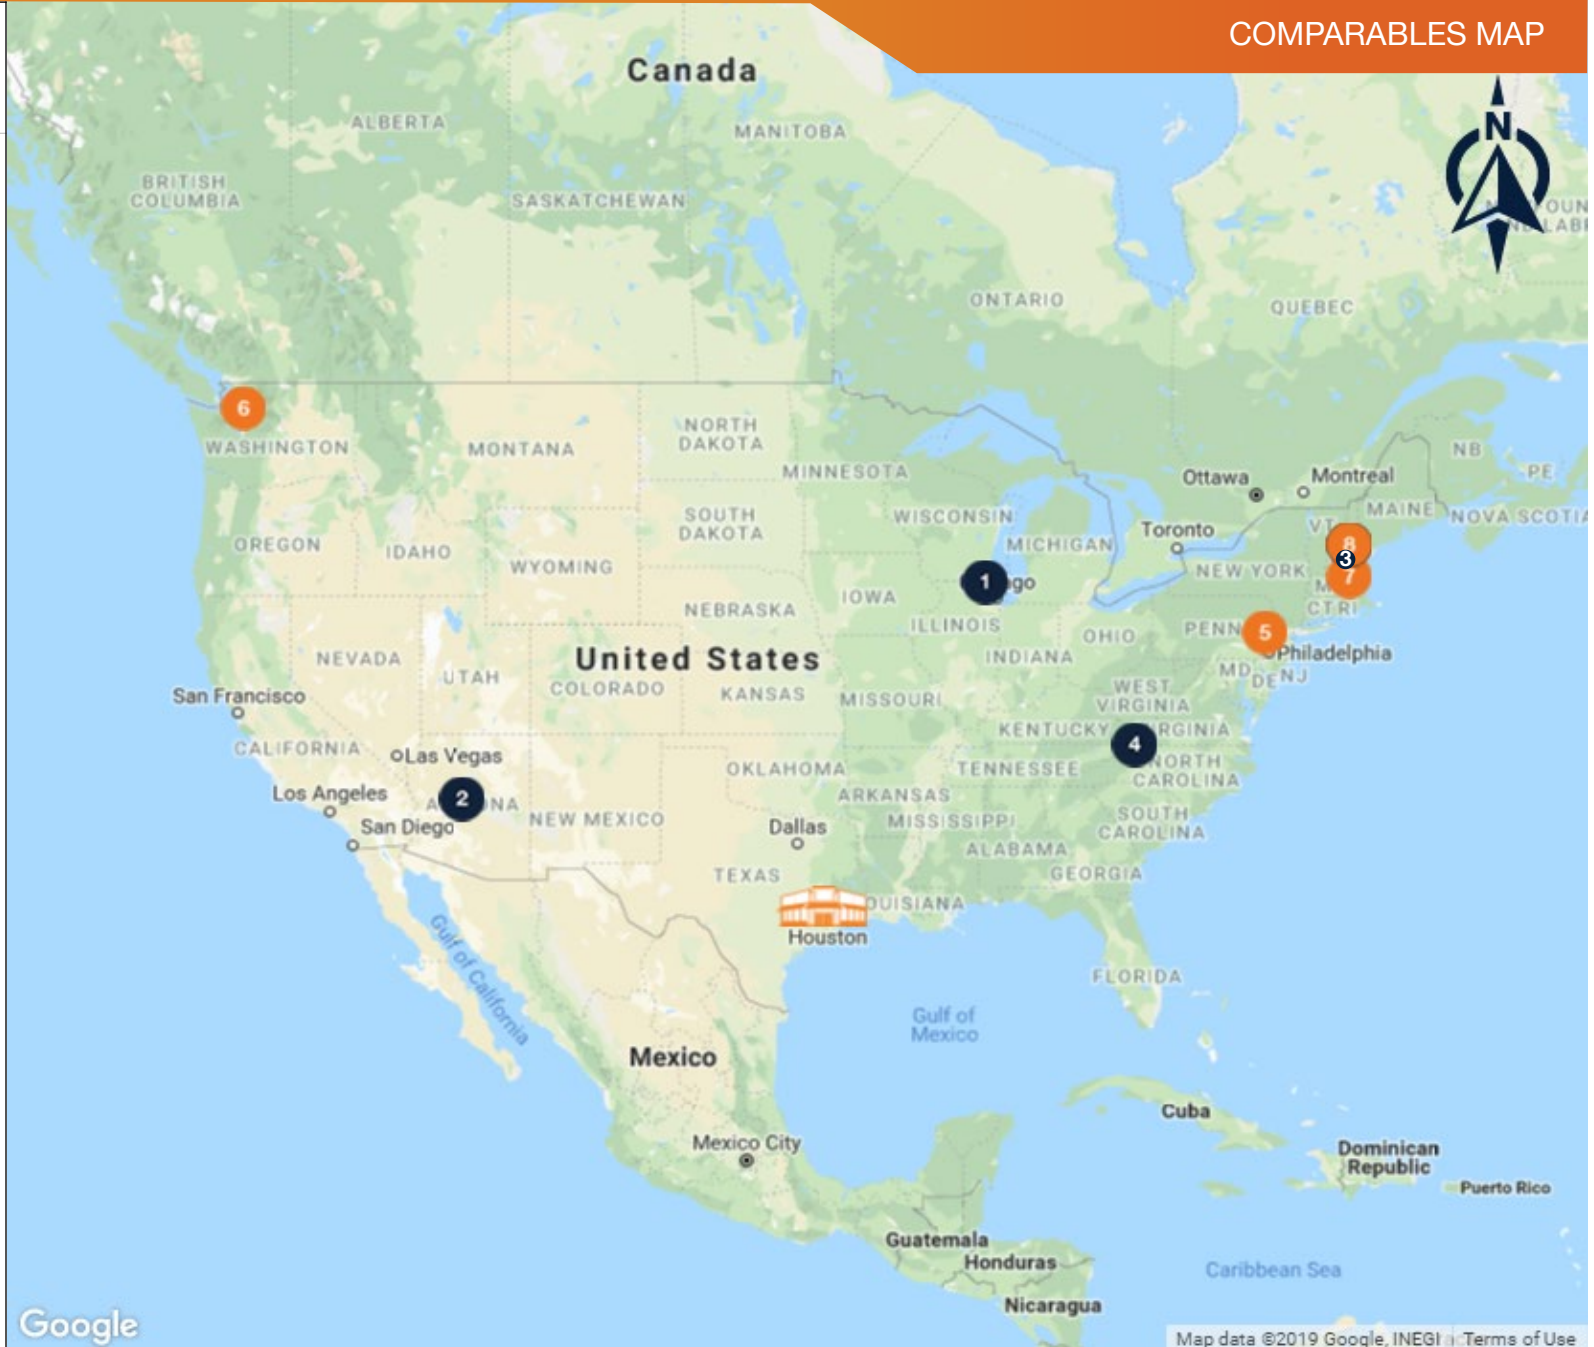 COMPARABLES MAP
Canada
N
ALBERTA
MANITOBA
BRITISH
COLUMBIA
SASKATCHEWAN
ONTARIO
QUEBEC
6
WASHINGTON
MONTANA
NORTH
DAKOTA
MINNESOTA
NB
PE
Ottawa
Montreal
MAINE
NOVA SCOTIA
SOUTH
DAKOTA
WISCONSIN
MICHIGAN
Toronto
VT
8
3
7
OREGON
IDAHO
WYOMING
NEW YORK
1
IOWA
NEBRASKA
CT RI
ILLINOIS
OHIO
PENN
5
Philadelphia
NEVADA
UTAH
United States
COLORADO
KANSAS
MISSOURI
INDIANA
MD
DE
NJ
WEST
VIRGINIA
San Francisco
KENTUCKY
4
CALIFORNIA
Las Vegas
OKLAHOMA
TENNESSEE
NORTH
CAROLINA
Los Angeles
2
NEW MEXICO
ARKANSAS
San Diego
Dallas
MISSISSIPPI
SOUTH
CAROLINA
ALABAMA
TEXAS
GEORGIA
Houston
Gulf of California
FLORIDA
Gulf of
Mexico
Mexico
Mexico City
Cuba
Dominican
Republic
Puerto Rico
Guatemala
Honduras
Caribbean Sea
Nicaragua
Google
Map data ©2019 Google, INEGI Terms of Use